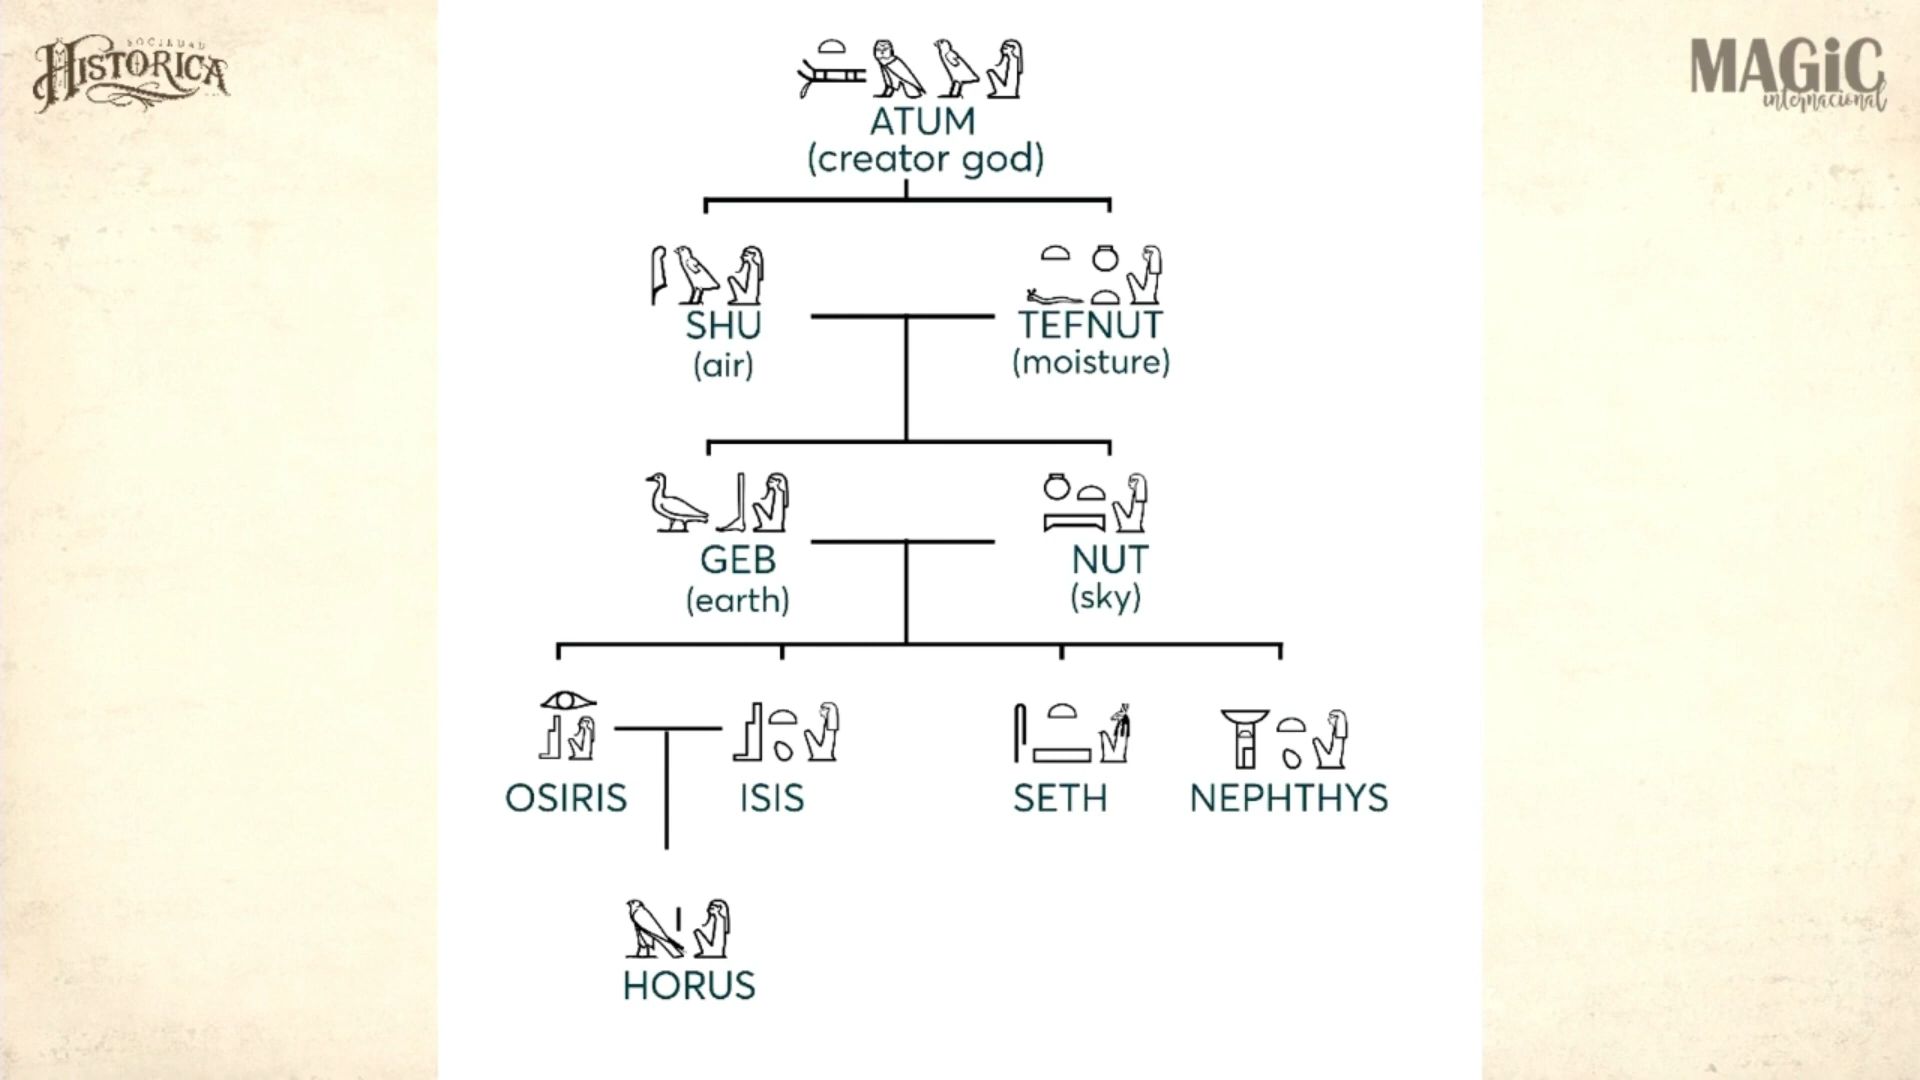 SOCIEDAD
HISTORICA
MAGiC
internacional
ATUM
(creator god)
SHU
(air)
TEFNUT
(moisture)
GEB
(earth)
NUT
(sky)
OSIRIS
ISIS
SETH
NEPHTHYS
HORUS